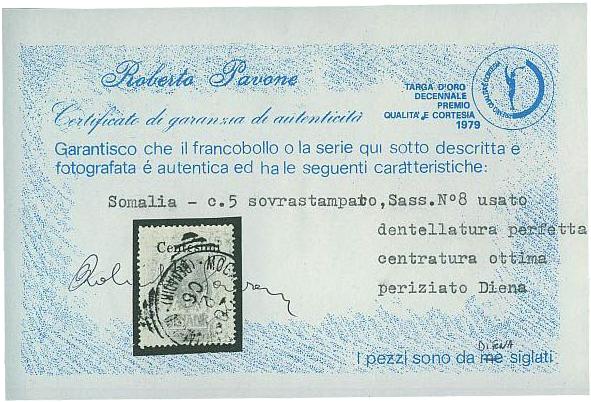 Roberto Pavone
Certificato di garanzia di autenticità
TARGA D'ORO
DECENNALE
PREMIO
QUALITA' E CORTESIA
1979
Garantisco che il francobollo o la serie qui sotto descritta e
fotografata é autentica ed ha le seguenti caratteristiche:
Somalia - c.5 sovrastampato,Sass.N°8 usato
dentellatura perfetta
centratura ottima
periziato Diena
Centesimi
DIENA
I pezzi sono da me siglati